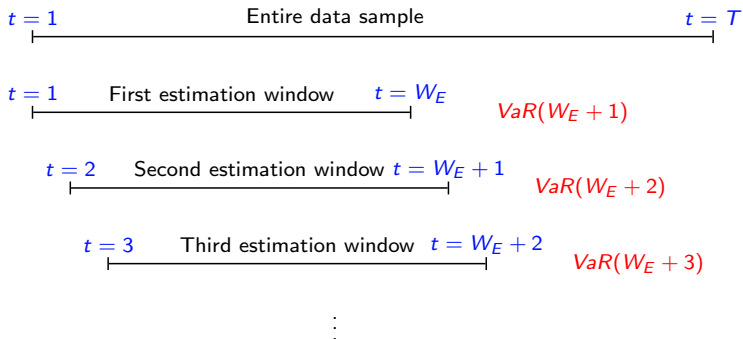 t = 1 Entire data sample t = T
t = 1 First estimation window t = W_E VaR(W_E + 1)
t = 2 Second estimation window t = W_E + 1 VaR(W_E + 2)
t = 3 Third estimation window t = W_E + 2 VaR(W_E + 3)
⋮